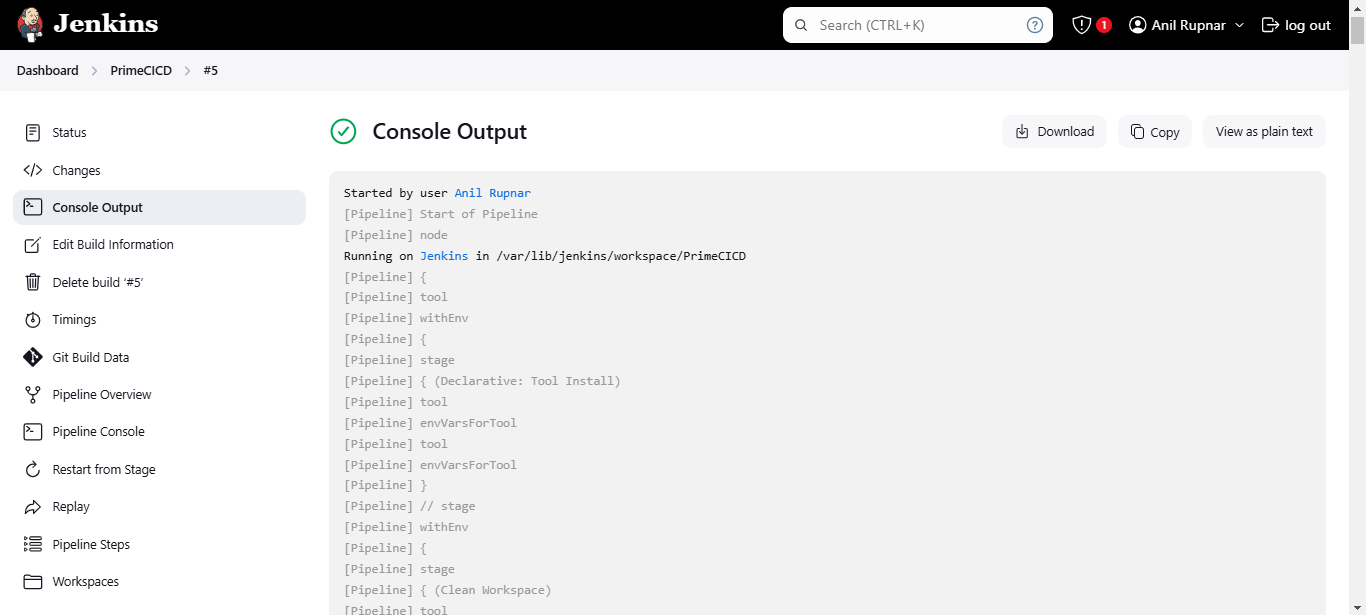 Jenkins
Search (CTRL+K)
?
1
Anil Rupnar
log out
Dashboard
PrimeCICD
#5
Status
Changes
Console Output
Edit Build Information
Delete build ‘#5’
Timings
Git Build Data
Pipeline Overview
Pipeline Console
Restart from Stage
Replay
Pipeline Steps
Workspaces
Console Output
Download
Copy
View as plain text
Started by user Anil Rupnar
[Pipeline] Start of Pipeline
[Pipeline] node
Running on Jenkins in /var/lib/jenkins/workspace/PrimeCICD
[Pipeline] {
[Pipeline] tool
[Pipeline] withEnv
[Pipeline] {
[Pipeline] stage
[Pipeline] { (Declarative: Tool Install)
[Pipeline] tool
[Pipeline] envVarsForTool
[Pipeline] tool
[Pipeline] envVarsForTool
[Pipeline] }
[Pipeline] // stage
[Pipeline] withEnv
[Pipeline] {
[Pipeline] stage
[Pipeline] { (Clean Workspace)
[Pipeline] tool